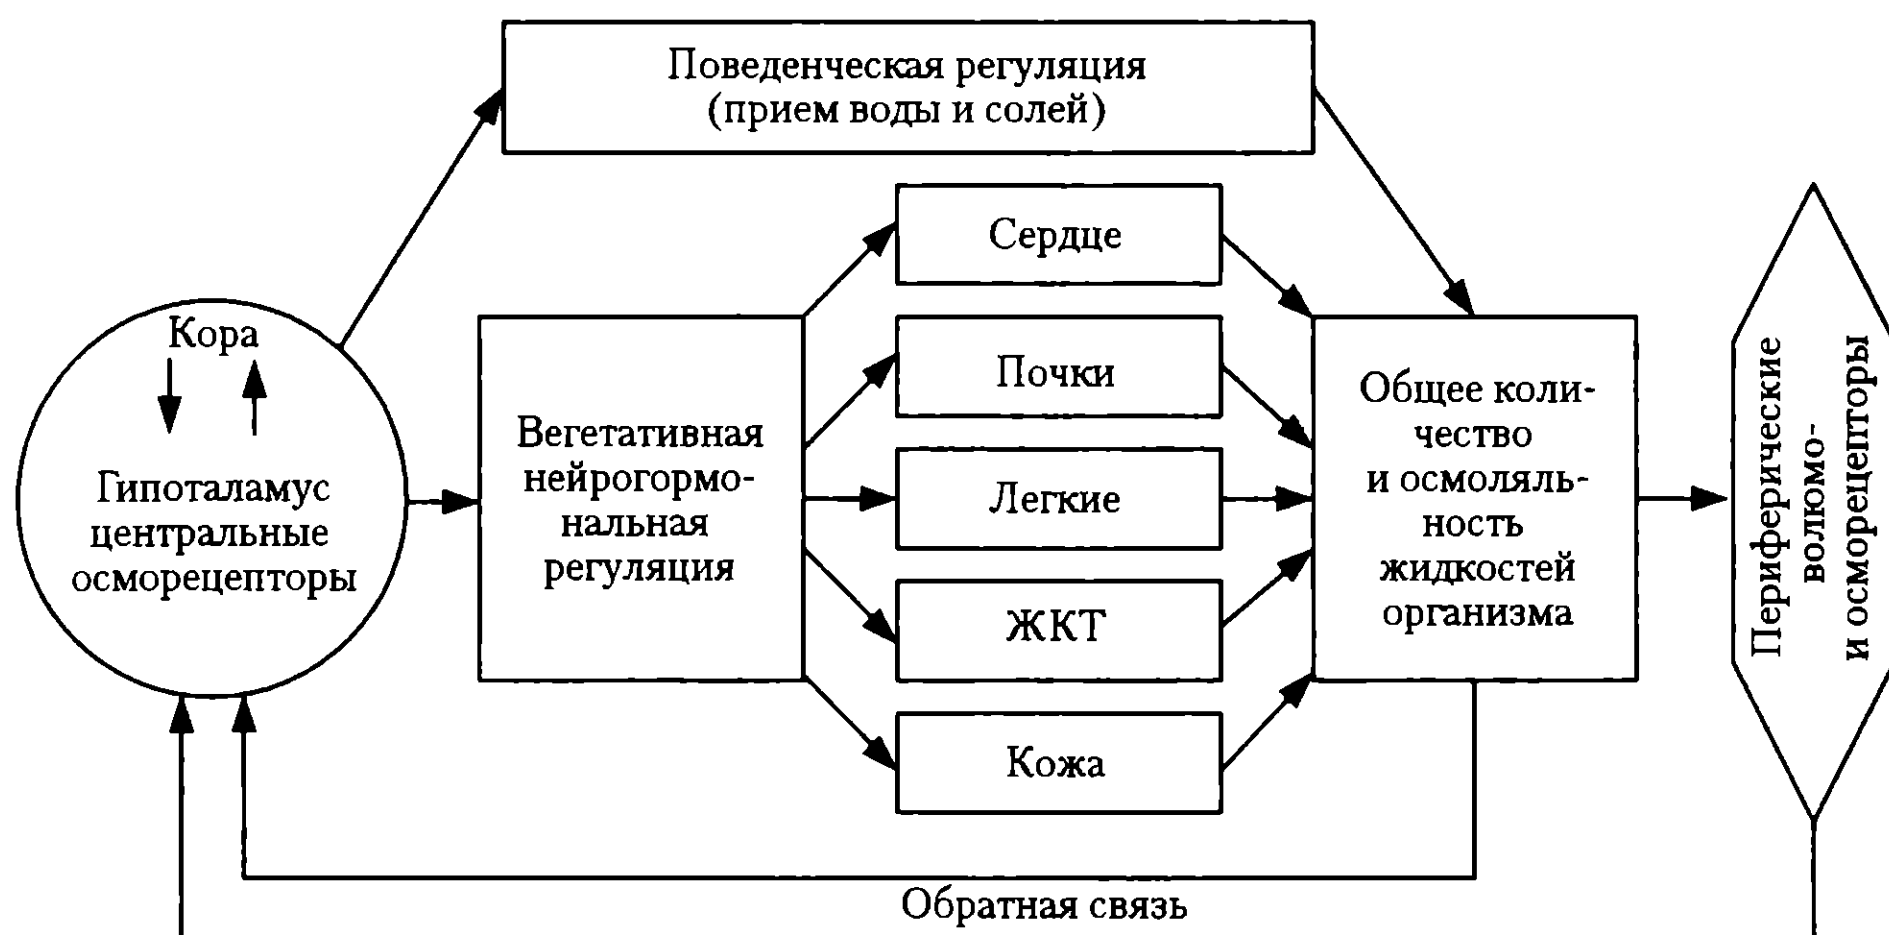 Поведенческая регуляция
(прием воды и солей)
Кора
Гипоталамус
центральные
осморецепторы
Вегетативная
нейрогормо-
нальная
регуляция
Сердце
Почки
Легкие
ЖКТ
Кожа
Общее коли-
чество
и осмоляль-
ность
жидкостей
организма
Периферические
волюмо-
и осморецепторы
Обратная связь